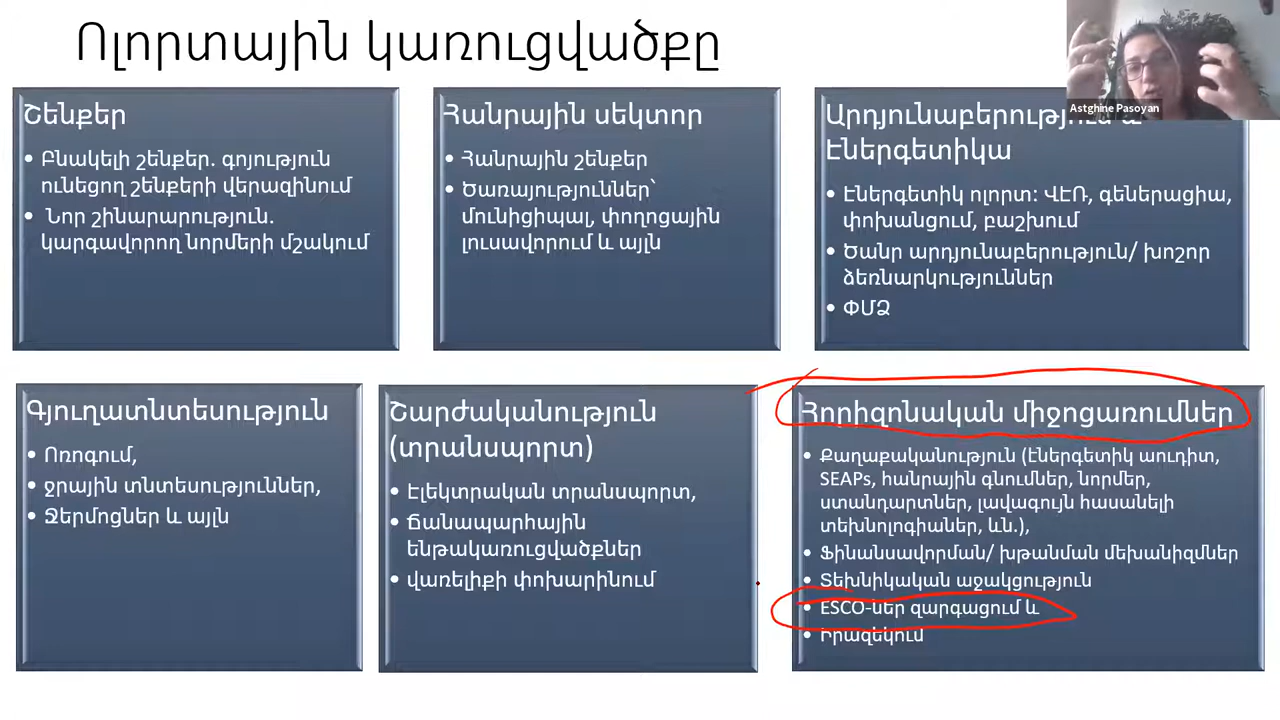 Ոլորտային կառուցվածքը
Astghine Pasoyan
Շենքեր
• Բնակելի շենքեր. գոյություն
ունեցող շենքերի վերազինում
• Նոր շինարարություն.
կարգավորող նորմերի մշակում
Հանրային սեկտոր
• Հանրային շենքեր
• Ծառայություններ՝
մունիցիպալ, փողոցային
լուսավորում և այլն
Էներգետիկա
• Էներգետիկ ոլորտ: ՎԷՌ, գեներացիա,
փոխանցում, բաշխում
• Ծանր արդյունաբերություն/ խոշոր
ձեռնարկություններ
• ՓՄՁ
Գյուղատնտեսություն
• Ոռոգում,
• ջրային տնտեսություններ,
• Ջերմոցներ և այլն
Շարժականություն
(տրանսպորտ)
• Էլեկտրական տրանսպորտ,
• Ճանապարհային
ենթակառուցվածքներ
• վառելիքի փոխարինում
Հորիզոնական միջոցառումներ
• Քաղաքականություն (էներգետիկ աուդիտ,
SEAPs, հանրային գնումներ, նորմեր,
ստանդարտներ, լավագույն հասանելի
տեխնոլոգիաներ, ևն.),
• Ֆինանսավորման/ խթանման մեխանիզմներ
• Տեխնիկական աջակցություն
• ESCO-ներ զարգացում և
• Իրազեկում